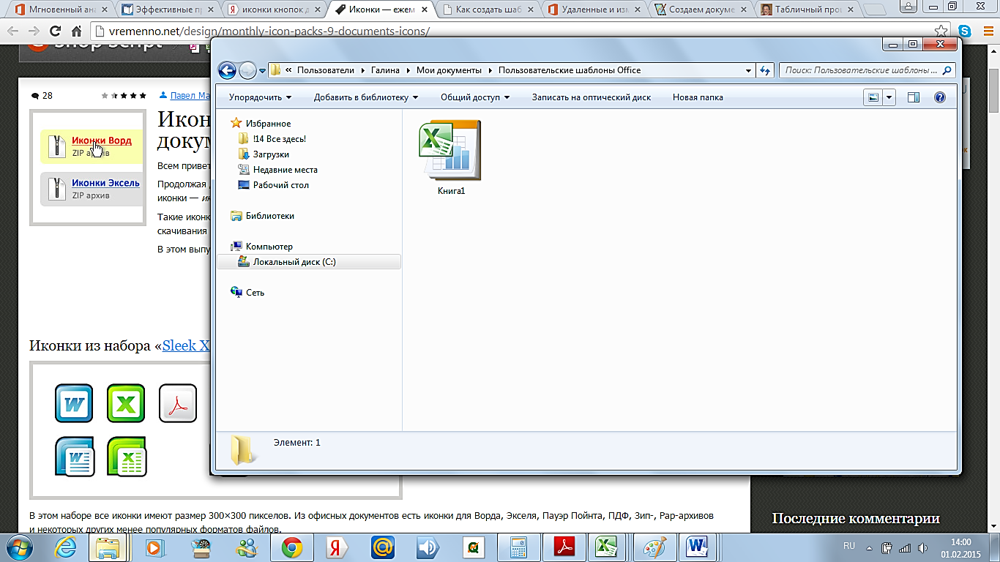 Мгновенный ана
Эффективные пр
иконки кнопок д
Иконки — ежем
Как создать шаб
Удаленные и изм
Создаем докуме
Табличный проц
vremenno.net/design/monthly-icon-packs-9-documents-icons/
Shop Script
28
Павел Ма
Иконки Ворд
ZIP архив
Иконки Эксель
ZIP архив
Икон
докум
Всем привет
Продолжая
иконки — ик
Такие иконк
скачивания
В этом выпу
Иконки из набора «Sleek X
« Пользователи Галина Мои документы Пользовательские шаблоны Office
Поиск: Пользовательские шаблоны ...
Упорядочить Добавить в библиотеку Общий доступ Записать на оптический диск Новая папка
Избранное
!14 Все здесь!
Загрузки
Недавние места
Рабочий стол
Библиотеки
Компьютер
Локальный диск (C:)
Сеть
Книга1
Элемент: 1
В этом наборе все иконки имеют размер 300×300 пикселов. Из офисных документов есть иконки для Ворда, Экселя, Пауэр Пойнта, ПДФ, Зип-, Рар-архивов
и некоторых других менее популярных форматов файлов.
Последние комментарии
RU
14:00
01.02.2015